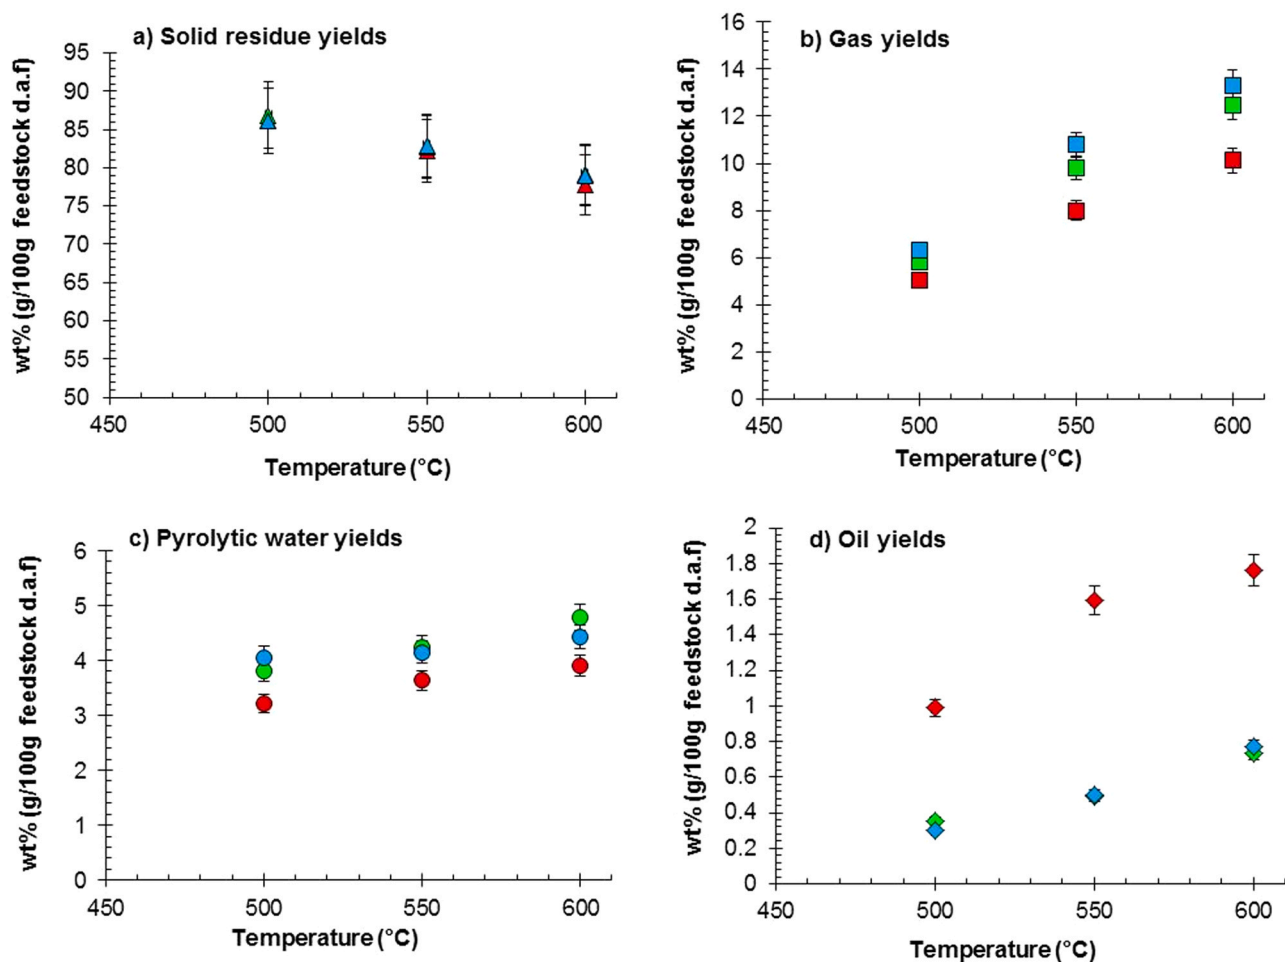 a) Solid residue yields
wt% (g/100g feedstock d.a.f)
95
90
85
80
75
70
65
60
55
50
450 500 550 600
Temperature (°C)
b) Gas yields
wt% (g/100g feedstock d.a.f)
16
14
12
10
8
6
4
2
0
450 500 550 600
Temperature (°C)
c) Pyrolytic water yields
wt% (g/100g feedstock d.a.f)
6
5
4
3
2
1
0
450 500 550 600
Temperature (°C)
d) Oil yields
wt% (g/100g feedstock d.a.f)
2
1.8
1.6
1.4
1.2
1
0.8
0.6
0.4
0.2
0
450 500 550 600
Temperature (°C)